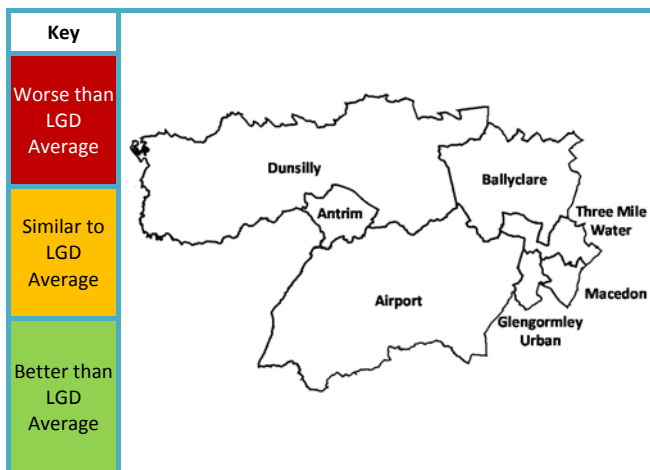 Key
Worse than
LGD
Average
Similar to
LGD
Average
Better than
LGD
Average
Dunsilly
Ballyclare
Antrim
Three Mile
Water
Airport
Macedon
Glengormley
Urban